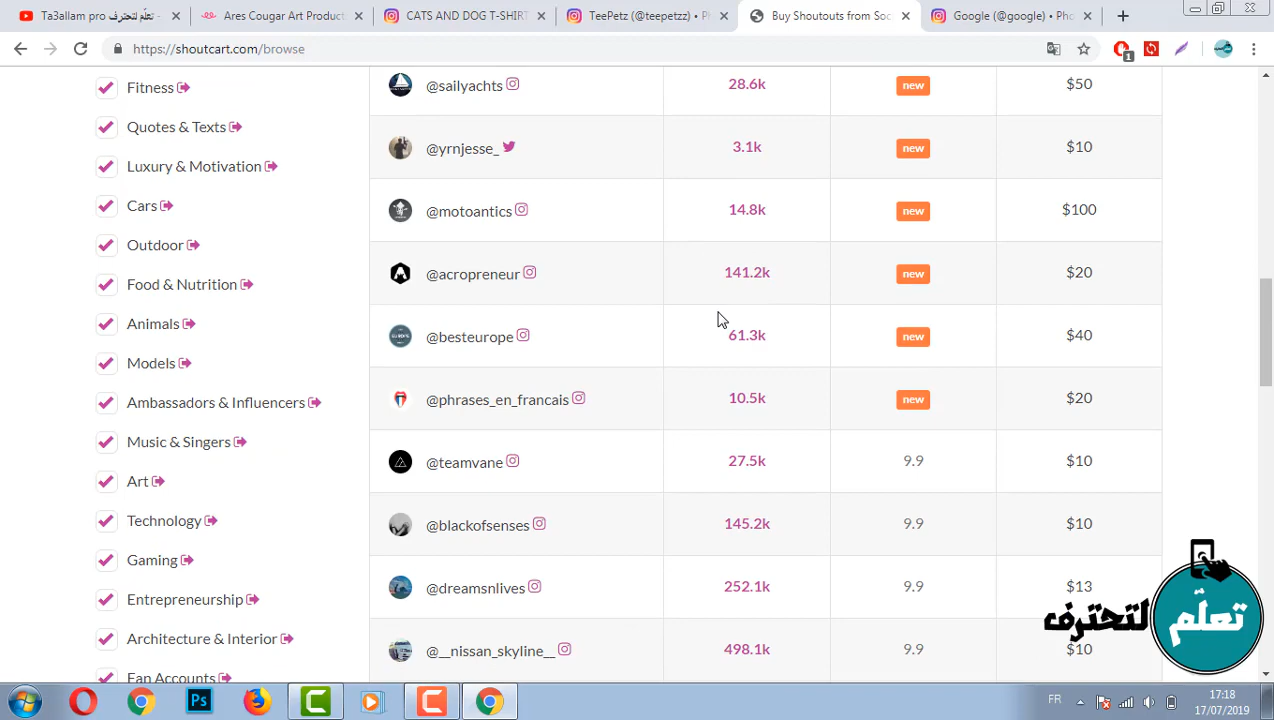 Ta3allam pro تعلّم لتحترف
Ares Cougar Art Product
CATS AND DOG T-SHIRT
TeePetz (@teepetzz) • P
Buy Shoutouts from Soc
Google (@google) • Pho
https://shoutcart.com/browse
1
Fitness
Quotes & Texts
Luxury & Motivation
Cars
Outdoor
Food & Nutrition
Animals
Models
Ambassadors & Influencers
Music & Singers
Art
Technology
Gaming
Entrepreneurship
Architecture & Interior
Fan Accounts
@sailyachts 28.6k new $50
@yrnjesse_ 3.1k new $10
@motoantics 14.8k new $100
@acropreneur 141.2k new $20
@besteurope 61.3k new $40
@phrases_en_francais 10.5k new $20
@teamvane 27.5k 9.9 $10
@blackofsenses 145.2k 9.9 $10
@dreamsnlives 252.1k 9.9 $13
@__nissan_skyline__ 498.1k 9.9 $10
تعلّم لتحترف
Ps
FR
17:18
17/07/2019